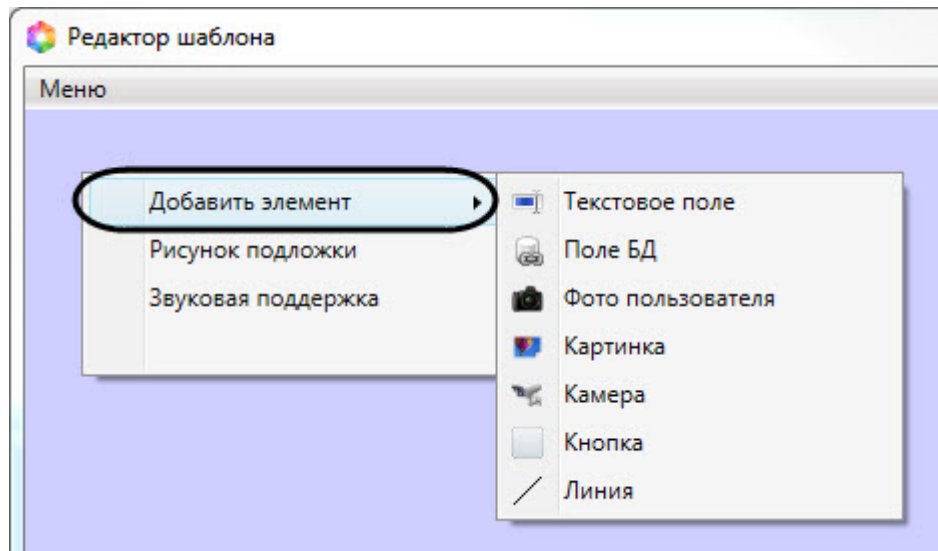 Редактор шаблона
Меню
Добавить элемент
Рисунок подложки
Звуковая поддержка
Текстовое поле
Поле БД
Фото пользователя
Картинка
Камера
Кнопка
Линия